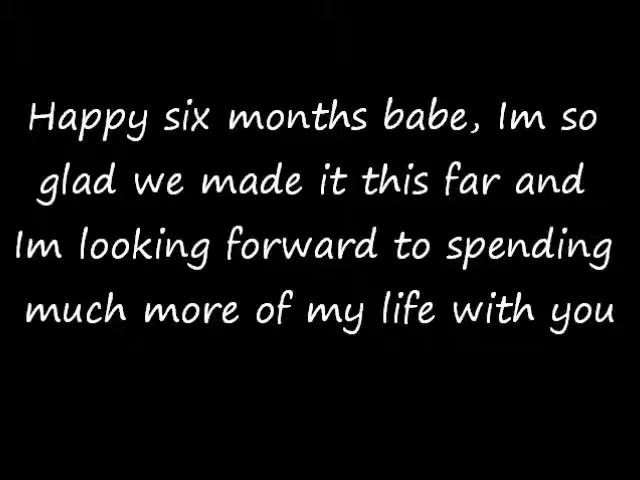 Happy six months babe, Im so
glad we made it this far and
Im looking forward to spending
much more of my life with you